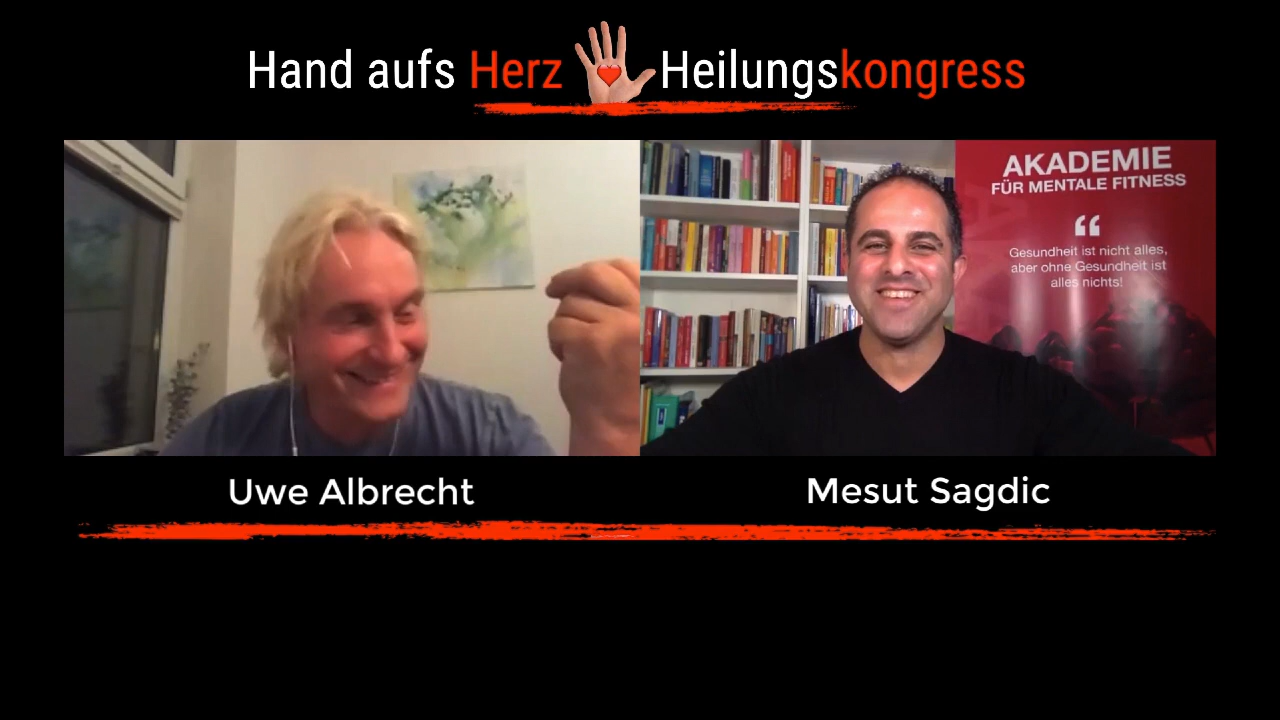 Hand aufs Herz Heilungskongress
AKADEMIE
FÜR MENTALE FITNESS
“
Gesundheit ist nicht alles,
aber ohne Gesundheit ist
alles nichts!
Uwe Albrecht
Mesut Sagdic